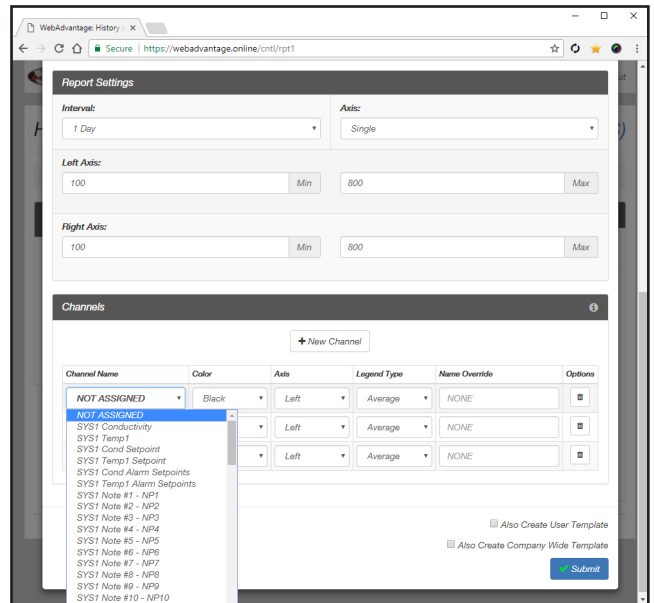 WebAdvantage: History
Secure | https://webadvantage.online/cntl/rpt1
ut
H
Report Settings
Interval:
Axis:
1 Day
Single
Left Axis:
100
Min
800
Max
Right Axis:
100
Min
800
Max
Channels
+ New Channel
Channel Name
Color
Axis
Legend Type
Name Override
Options
NOT ASSIGNED
Black
Left
Average
NONE
NOT ASSIGNED
SYS1 Conductivity
Left
Average
NONE
SYS1 Temp1
SYS1 Cond Setpoint
SYS1 Temp1 Setpoint
Left
Average
NONE
SYS1 Cond Alarm Setpoints
SYS1 Temp1 Alarm Setpoints
SYS1 Note #1 - NP1
SYS1 Note #2 - NP2
SYS1 Note #3 - NP3
SYS1 Note #4 - NP4
SYS1 Note #5 - NP5
SYS1 Note #6 - NP6
SYS1 Note #7 - NP7
SYS1 Note #8 - NP8
SYS1 Note #9 - NP9
SYS1 Note #10 - NP10
Also Create User Template
Also Create Company Wide Template
Submit